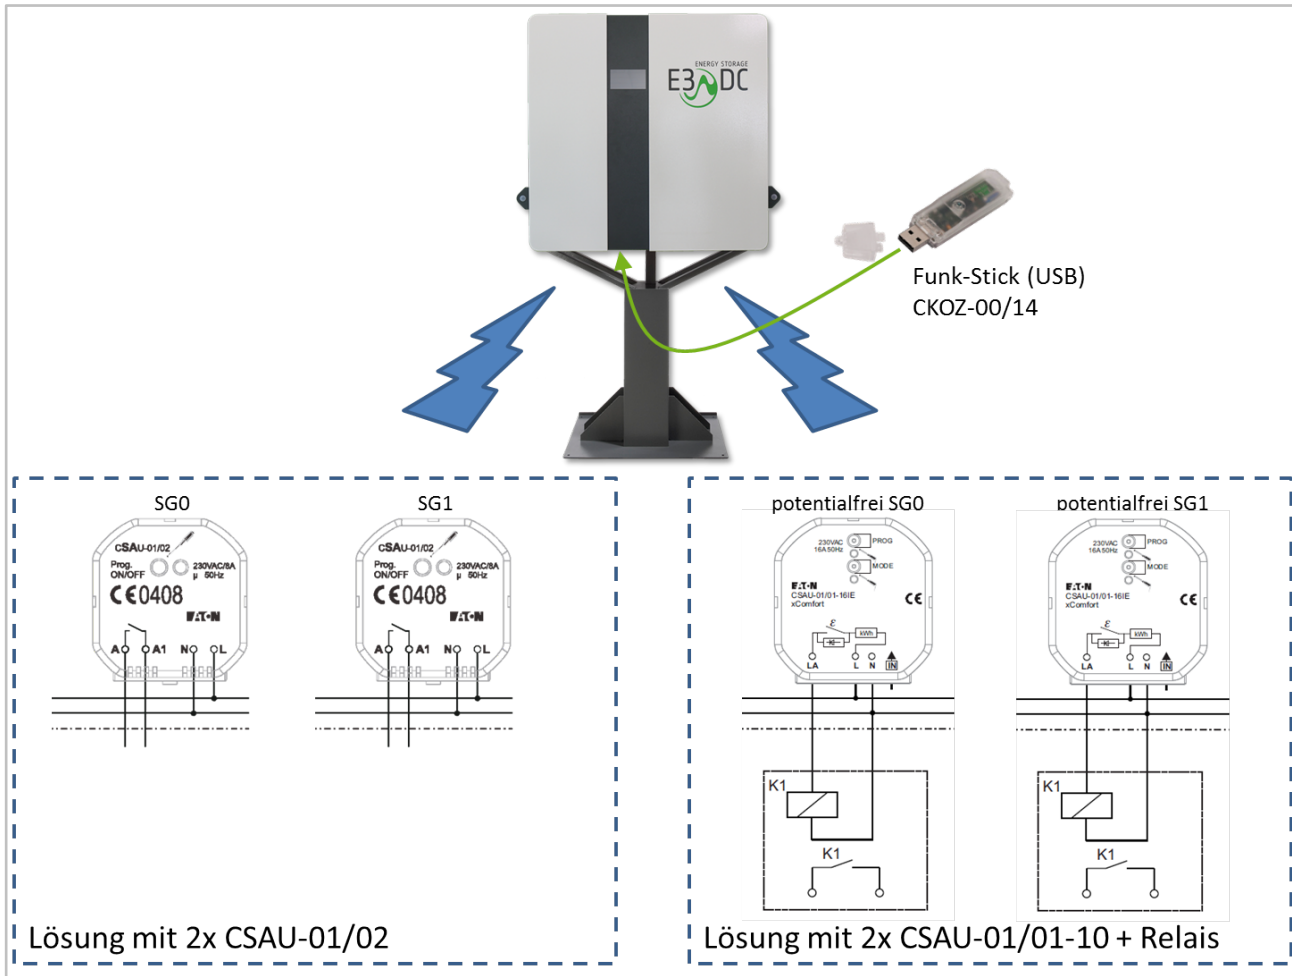 ENERGY STORAGE
E3 DC
Funk-Stick (USB)
CKOZ-00/14
SG0
CSAU-01/02
Prog.
ON/OFF
230VAC/8A
µ 50Hz
CE0408
EATON
A A1 N L
SG1
CSAU-01/02
Prog.
ON/OFF
230VAC/8A
µ 50Hz
CE0408
EATON
A A1 N L
Lösung mit 2x CSAU-01/02
potentialfrei SG0
230VAC
16A 50Hz
PROG
MODE
EATON
CSAU-01/01-16IE
xComfort
CE
ε
kWh
LA L N IN
K1
K1
potentialfrei SG1
230VAC
16A 50Hz
PROG
MODE
EATON
CSAU-01/01-16IE
xComfort
CE
ε
kWh
LA L N IN
K1
K1
Lösung mit 2x CSAU-01/01-10 + Relais